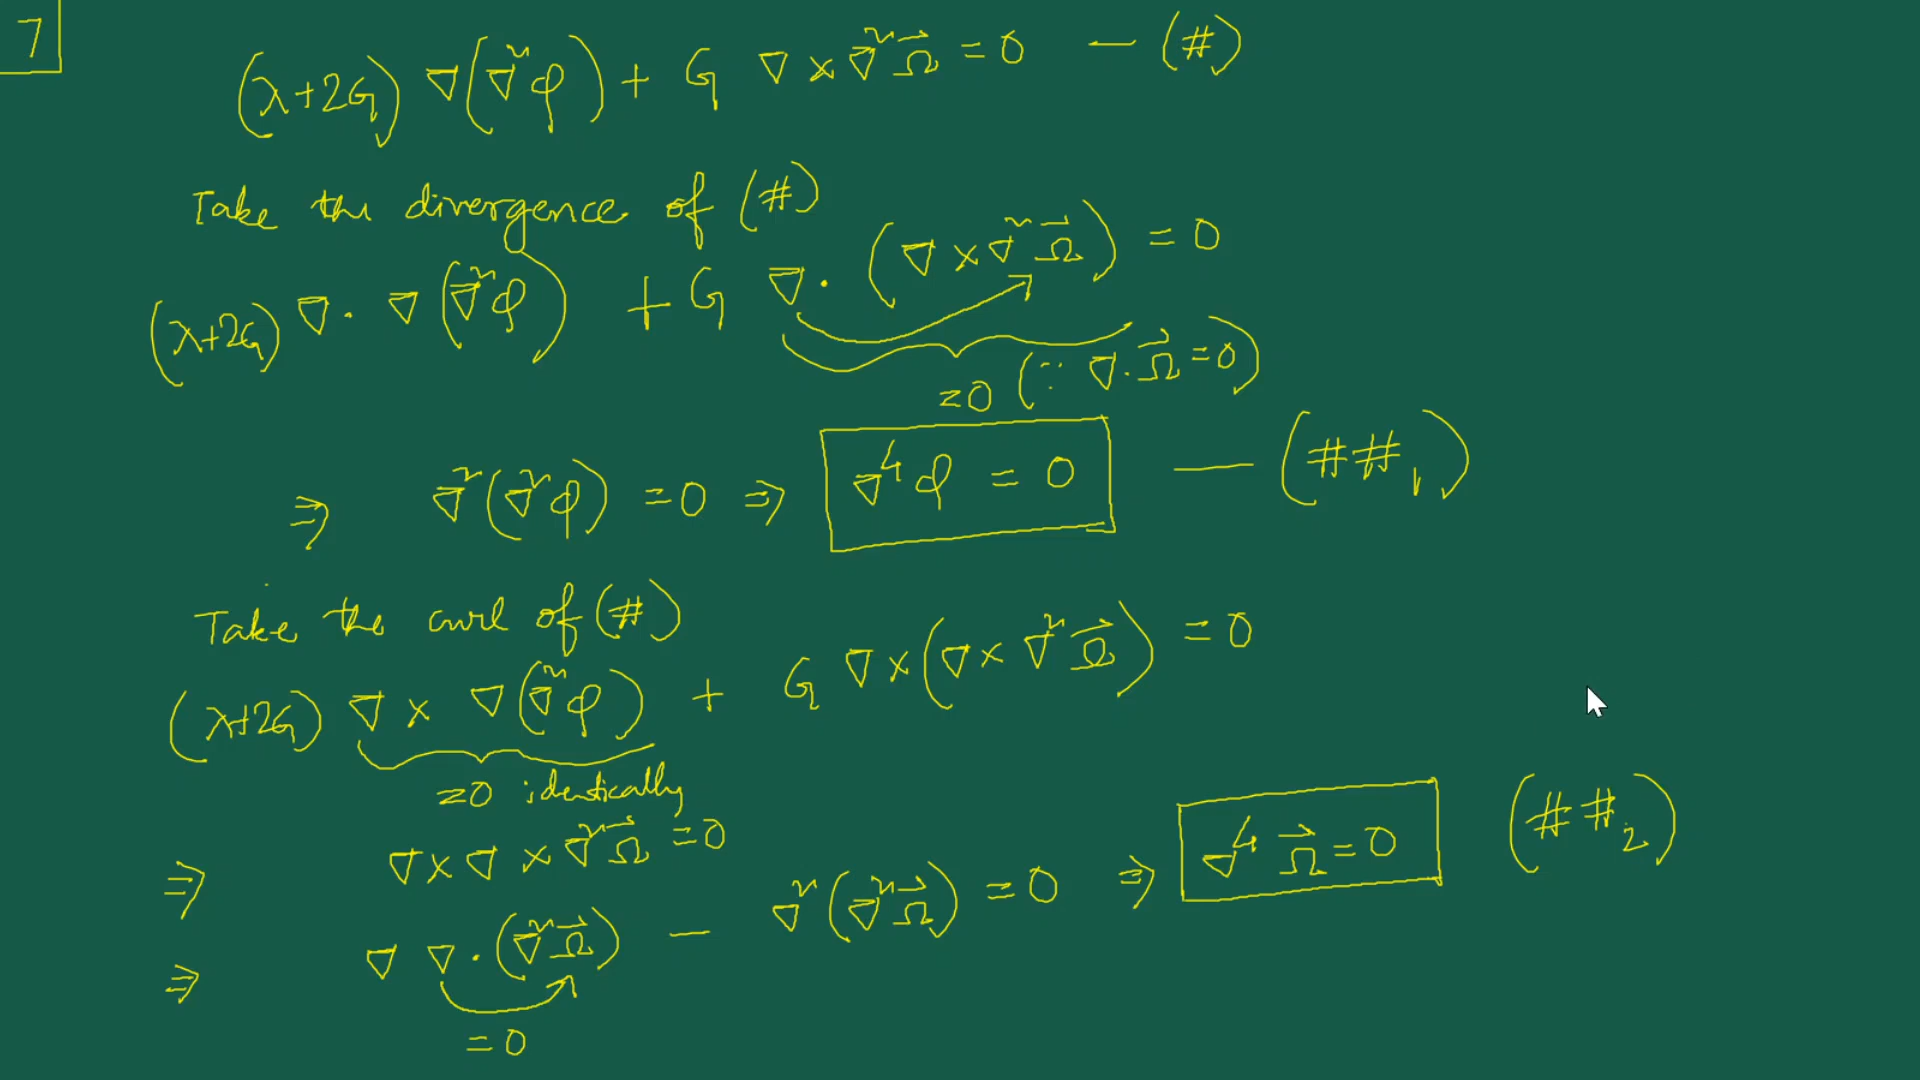 7
(λ+2G) ∇(∇²φ) + G ∇ × ∇²Ω⃗ = 0 — (#)
Take the divergence of (#)
(λ+2G) ∇ · ∇(∇²φ) + G ∇ · (∇ × ∇²Ω⃗) = 0
=0 (∵ ∇ · Ω⃗ = 0)
⇒ ∇²(∇²φ) = 0 ⇒ ∇⁴φ = 0 — (##₁)
Take the curl of (#)
(λ+2G) ∇ × ∇(∇²φ) + G ∇ × (∇ × ∇²Ω⃗) = 0
=0 identically
⇒ ∇ × ∇ × ∇²Ω⃗ = 0
⇒ ∇ ∇ · (∇²Ω⃗) − ∇²(∇²Ω⃗) = 0 ⇒ ∇⁴Ω⃗ = 0 (##₂)
= 0